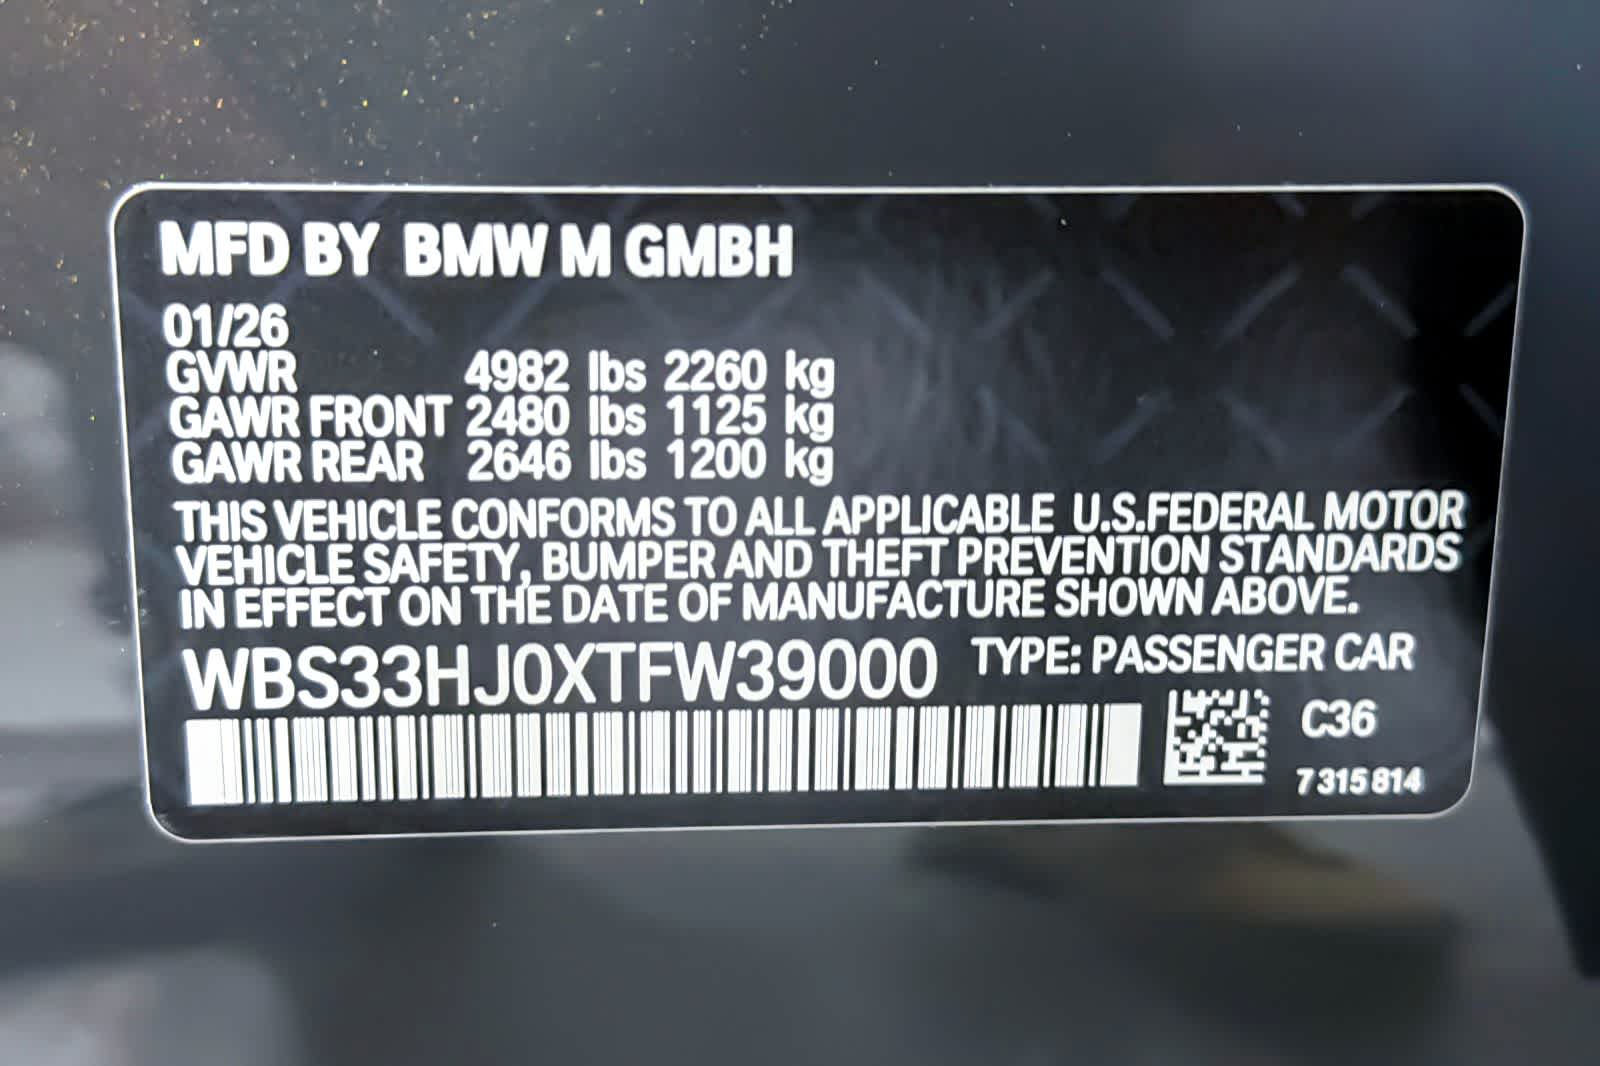 MFD BY BMW M GMBH
01/26
GVWR 4982 lbs 2260 kg
GAWR FRONT 2480 lbs 1125 kg
GAWR REAR 2646 lbs 1200 kg
THIS VEHICLE CONFORMS TO ALL APPLICABLE U.S.FEDERAL MOTOR
VEHICLE SAFETY, BUMPER AND THEFT PREVENTION STANDARDS
IN EFFECT ON THE DATE OF MANUFACTURE SHOWN ABOVE.
WBS33HJ0XTFW39000 TYPE: PASSENGER CAR
C36
7 315 814